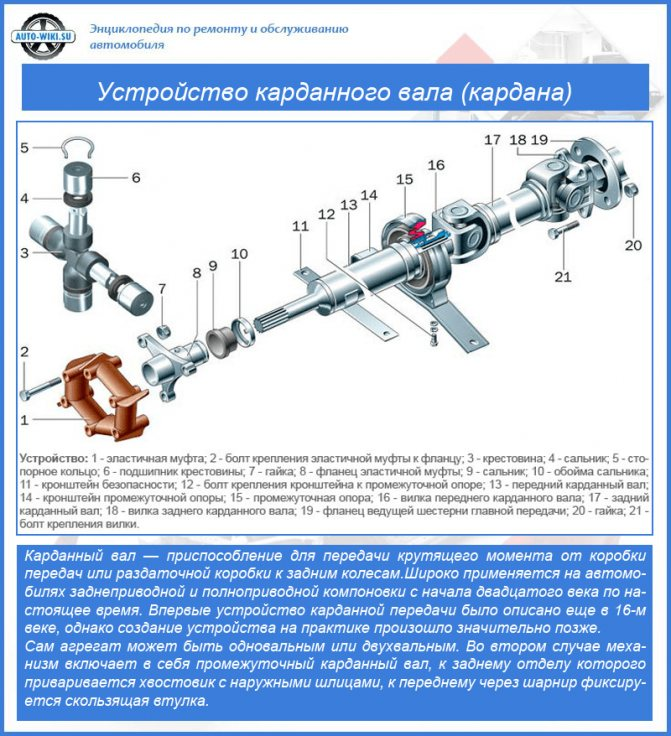 AUTO-WIKI.SU
Энциклопедия по ремонту и обслуживанию
автомобиля
Устройство карданного вала (кардана)
5
6
4
3
7
8
9
10
11
12
13
14
15
16
17
18
19
20
21
2
1
Устройство: 1 - эластичная муфта; 2 - болт крепления эластичной муфты к фланцу; 3 - крестовина; 4 - сальник; 5 - сто-
порное кольцо; 6 - подшипник крестовины; 7 - гайка; 8 - фланец эластичной муфты; 9 - сальник; 10 - обойма сальника;
11 - кронштейн безопасности; 12 - болт крепления кронштейна к промежуточной опоре; 13 - передний карданный вал;
14 - кронштейн промежуточной опоры; 15 - промежуточная опора; 16 - вилка переднего карданного вала; 17 - задний
карданный вал; 18 - вилка заднего карданного вала; 19 - фланец ведущей шестерни главной передачи; 20 - гайка; 21 -
болт крепления вилки.
Карданный вал — приспособление для передачи крутящего момента от коробки
передач или раздаточной коробки к задним колесам.Широко применяется на автомо-
билях заднеприводной и полноприводной компоновки с начала двадцатого века по на-
стоящее время. Впервые устройство карданной передачи было описано еще в 16-м
веке, однако создание устройства на практике произошло значительно позже.
Сам агрегат может быть одновальным или двухвальным. Во втором случае меха-
низм включает в себя промежуточный карданный вал, к заднему отделу которого
приваривается хвостовик с наружными шлицами, к переднему через шарнир фиксиру-
ется скользящая втулка.